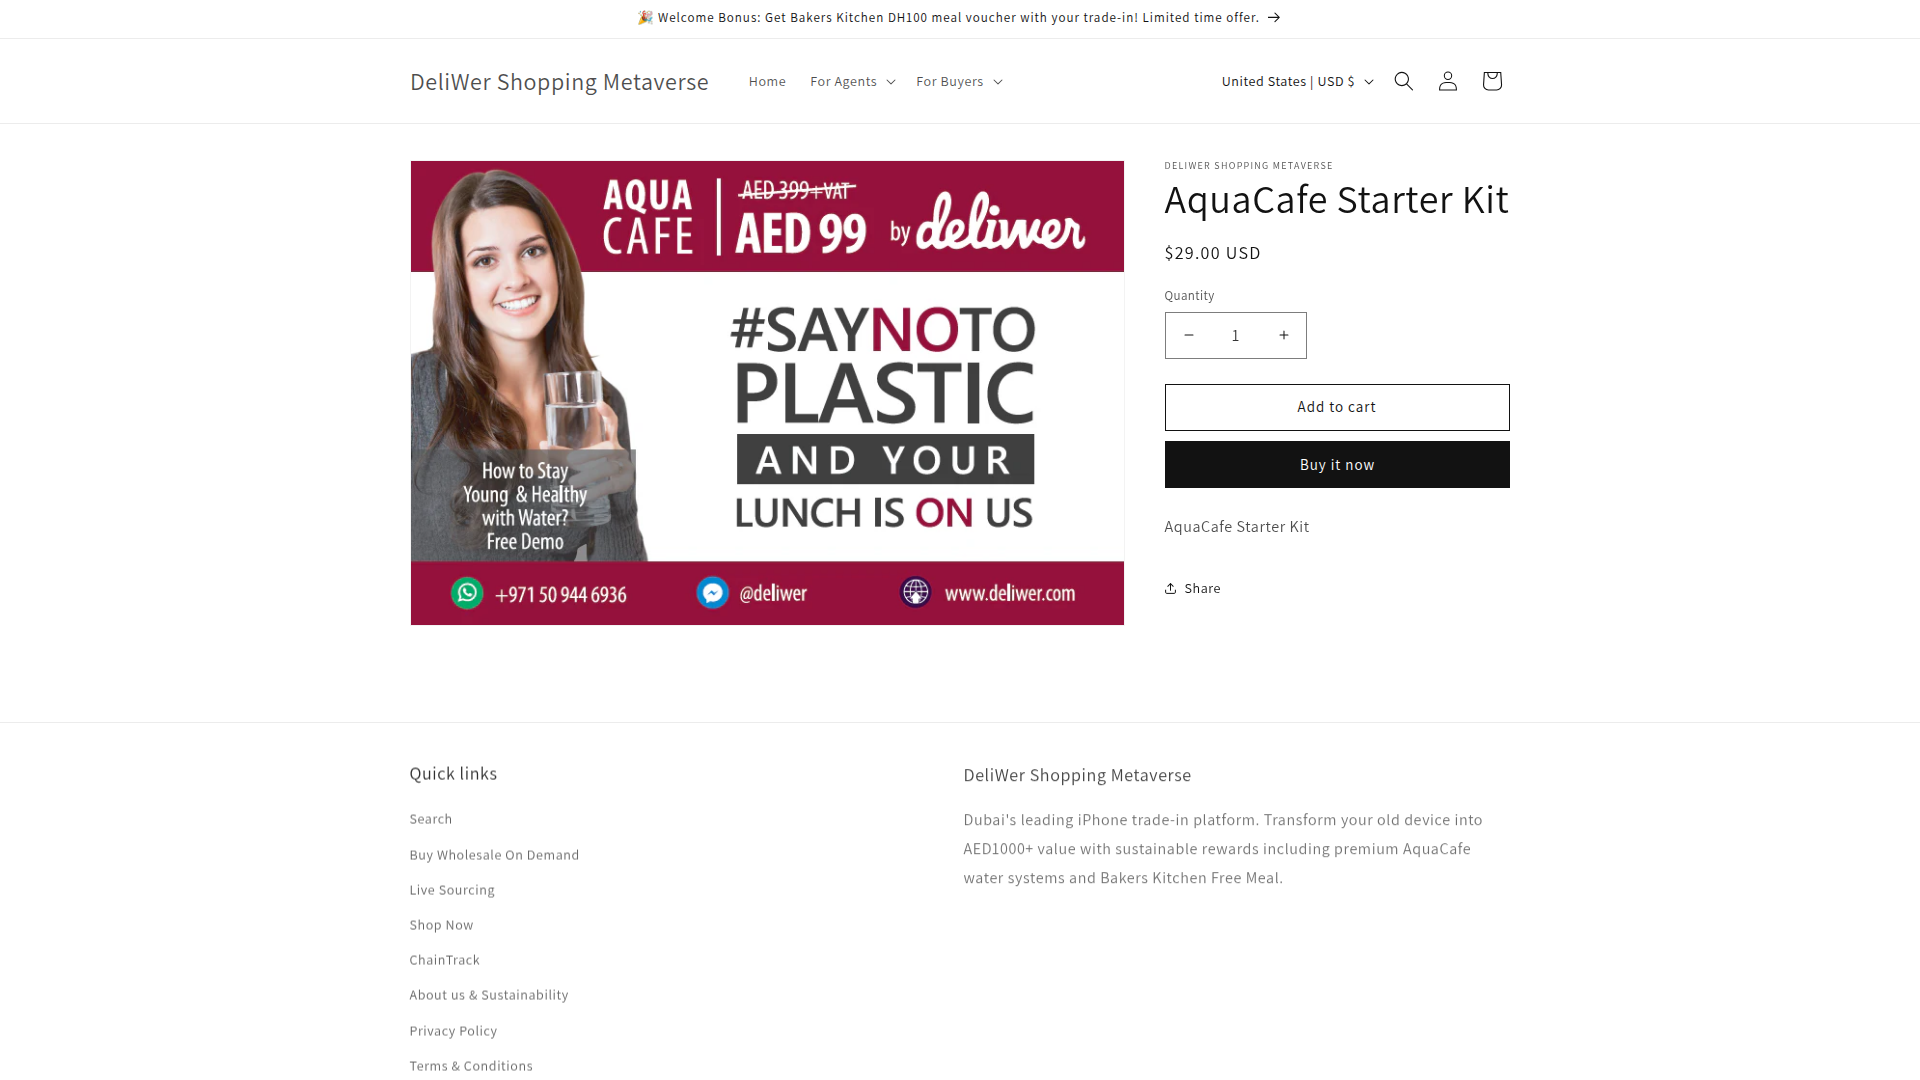 🎉 Welcome Bonus: Get Bakers Kitchen DH100 meal voucher with your trade-in! Limited time offer. →
DeliWer Shopping Metaverse
Home
For Agents
For Buyers
United States | USD $
AQUA
CAFE
AED 399+VAT
AED 99
by deliwer
#SAYNOTO
PLASTIC
AND YOUR
LUNCH IS ON US
How to Stay
Young & Healthy
with Water?
Free Demo
+971 50 944 6936
@deliwer
www.deliwer.com
DELIWER SHOPPING METAVERSE
AquaCafe Starter Kit
$29.00 USD
Quantity
− 1 +
Add to cart
Buy it now
AquaCafe Starter Kit
Share
Quick links
Search
Buy Wholesale On Demand
Live Sourcing
Shop Now
ChainTrack
About us & Sustainability
Privacy Policy
Terms & Conditions
DeliWer Shopping Metaverse
Dubai's leading iPhone trade-in platform. Transform your old device into
AED1000+ value with sustainable rewards including premium AquaCafe
water systems and Bakers Kitchen Free Meal.